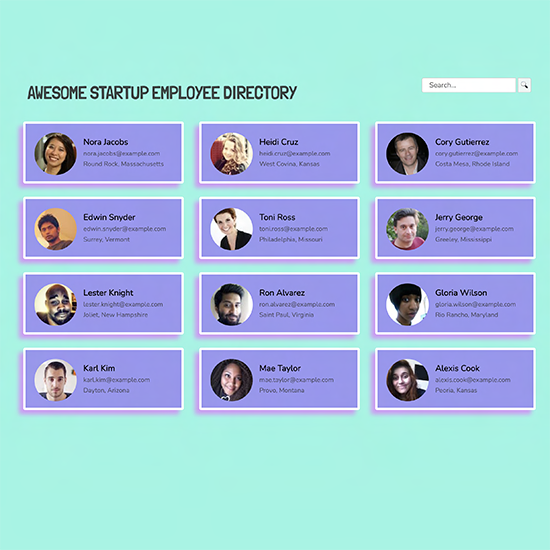 AWESOME STARTUP EMPLOYEE DIRECTORY
Search...
Nora Jacobs
nora.jacobs@example.com
Round Rock, Massachusetts
Heidi Cruz
heidi.cruz@example.com
West Covina, Kansas
Cory Gutierrez
cory.gutierrez@example.com
Costa Mesa, Rhode Island
Edwin Snyder
edwin.snyder@example.com
Surrey, Vermont
Toni Ross
toni.ross@example.com
Philadelphia, Missouri
Jerry George
jerry.george@example.com
Greeley, Mississippi
Lester Knight
lester.knight@example.com
Joliet, New Hampshire
Ron Alvarez
ron.alvarez@example.com
Saint Paul, Virginia
Gloria Wilson
gloria.wilson@example.com
Rio Rancho, Maryland
Karl Kim
karl.kim@example.com
Dayton, Arizona
Mae Taylor
mae.taylor@example.com
Provo, Montana
Alexis Cook
alexis.cook@example.com
Peoria, Kansas